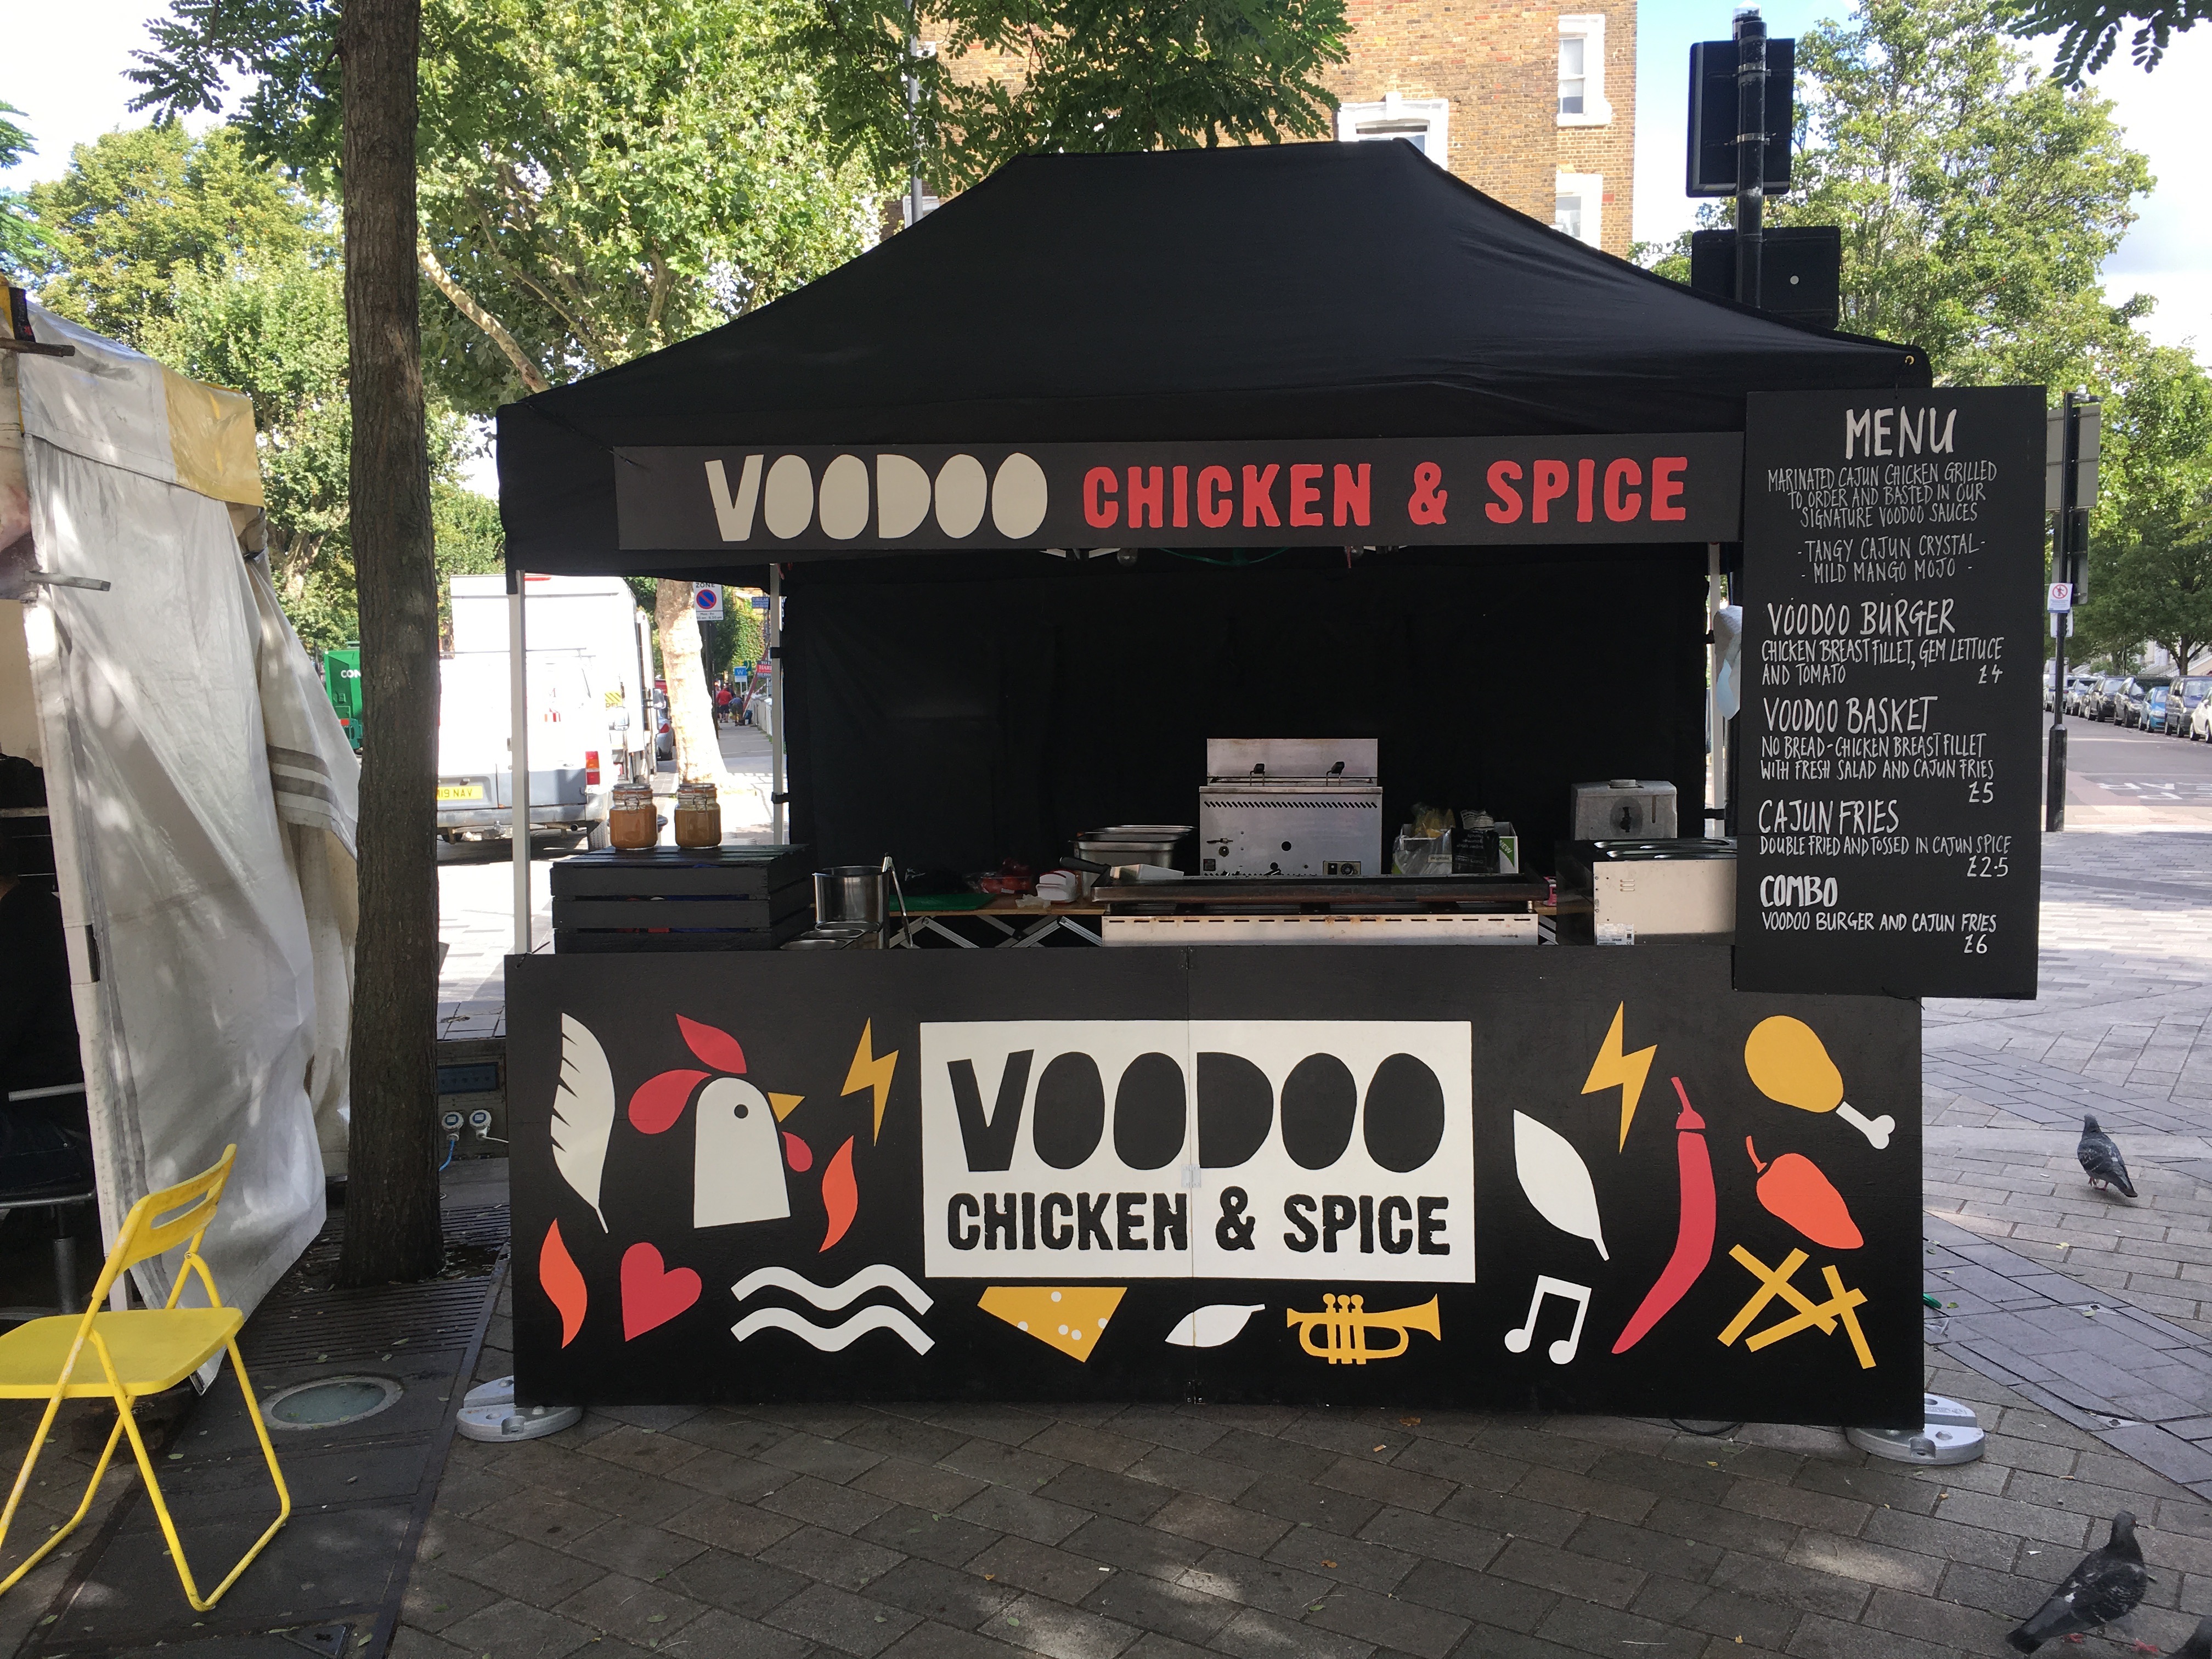 VOODOO CHICKEN & SPICE
MENU
MARINATED CAJUN CHICKEN GRILLED
TO ORDER AND BASTED IN OUR
SIGNATURE VOODOO SAUCES
-TANGY CAJUN CRYSTAL-
- MILD MANGO MOJO -
VOODOO BURGER
CHICKEN BREAST FILLET, GEM LETTUCE
AND TOMATO £4
VOODOO BASKET
NO BREAD-CHICKEN BREAST FILLET
WITH FRESH SALAD AND CAJUN FRIES
£5
CAJUN FRIES
DOUBLE FRIED AND TOSSED IN CAJUN SPICE
£2.5
COMBO
VOODOO BURGER AND CAJUN FRIES
£6
VOODOO
CHICKEN & SPICE
ZONE
CON